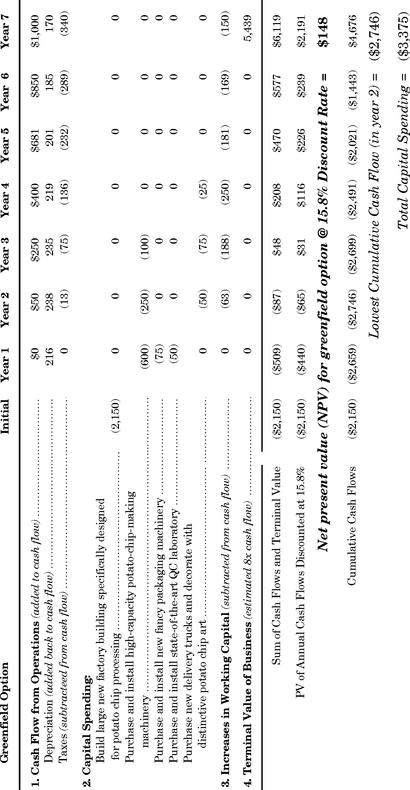 Greenfield Option Initial Year 1 Year 2 Year 3 Year 4 Year 5 Year 6 Year 7
1. Cash Flow from Operations (added to cash flow) $0 $50 $250 $400 $681 $850 $1,000
Depreciation (added back to cash flow) 216 238 235 219 201 185 170
Taxes (subtracteed from cash flow) 0 (13) (75) (136) (232) (289) (340)
2. Capital Spending:
Build large new factory building specifically designed
for potato chip processing (2,150) 0 0 0 0 0 0 0
Purchase and install high-capacity potato-chip-making
machinery (600) (250) (100) 0 0 0 0
Purchase and install new fancy packaging machinery (75) 0 0 0 0 0 0
Purchase and install state-of-the-art QC laboratory (50) 0 0 0 0 0 0
Purchase new delivery trucks and decorate with
distinctive potato chip art 0 (50) (75) (25) 0 0 0
3. Increases in Working Capital (subtracted from cash flow) 0 (63) (188) (250) (181) (169) (150)
4. Terminal Value of Business (estimated 8x cash flow) 0 0 0 0 0 0 5,439
Sum of Cash Flows and Terminal Value ($2,150) ($509) ($87) $48 $208 $470 $577 $6,119
PV of Annual Cash Flows Discounted at 15.8% ($2,150) ($440) ($65) $31 $116 $226 $239 $2,191
Net present value (NPV) for greenfield option @ 15.8% Discount Rate = $148
Cumulative Cash Flows ($2,150) ($2,659) ($2,746) ($2,699) ($2,491) ($2,021) ($1,443) $4,676
Lowest Cumulative Cash Flow (in year 2) = ($2,746)
Total Capital Spending = ($3,375)